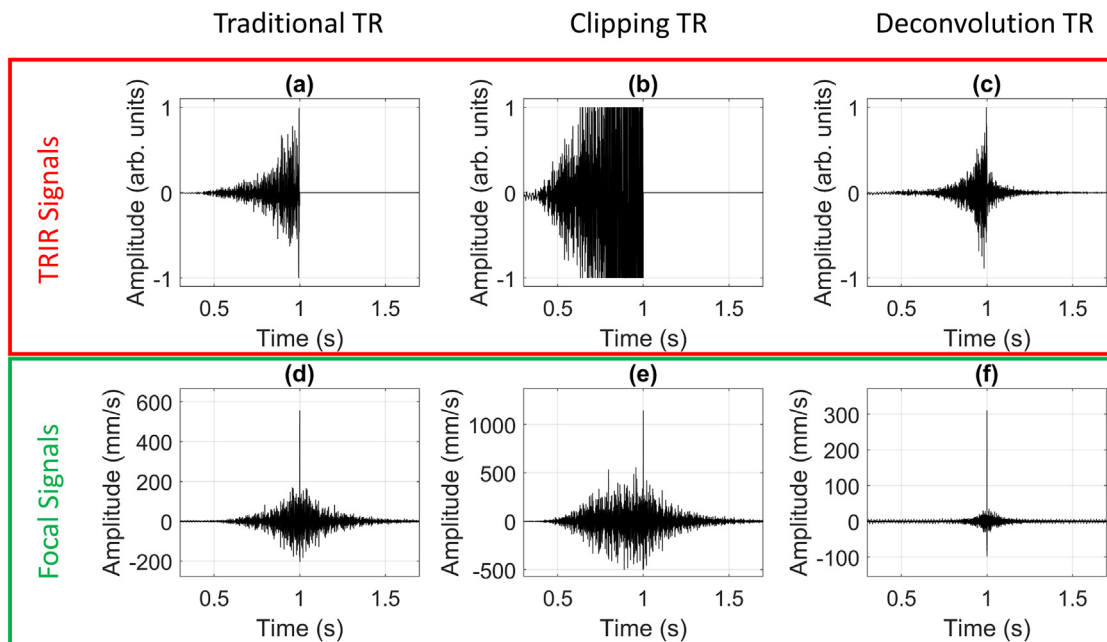 Traditional TR
Clipping TR
Deconvolution TR
TRIR Signals
(a)
Amplitude (arb. units)
1
0
-1
0.5 1 1.5
Time (s)
(b)
Amplitude (arb. units)
1
0
-1
0.5 1 1.5
Time (s)
(c)
Amplitude (arb. units)
1
0
-1
0.5 1 1.5
Time (s)
Focal Signals
(d)
Amplitude (mm/s)
600
400
200
0
-200
0.5 1 1.5
Time (s)
(e)
Amplitude (mm/s)
1000
500
0
-500
0.5 1 1.5
Time (s)
(f)
Amplitude (mm/s)
300
200
100
0
-100
0.5 1 1.5
Time (s)